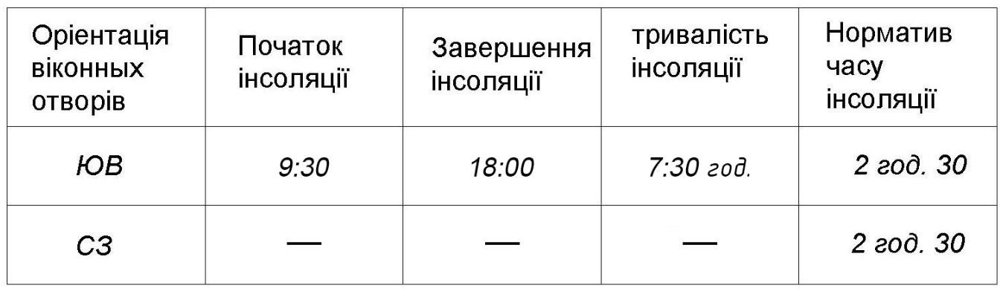 Оріентація
віконных
отворів
Початок
інсоляції
Завершення
інсоляції
тривалість
інсоляції
Норматив
часу
інсоляції
ЮВ
9:30
18:00
7:30 год.
2 год. 30
СЗ
—
—
—
2 год. 30